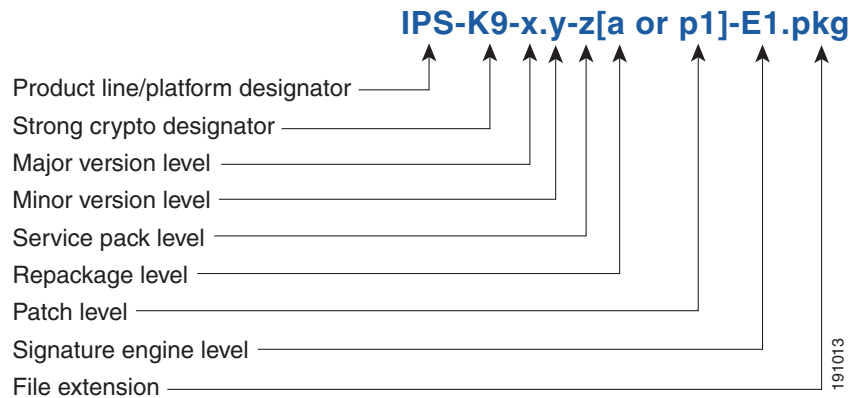 IPS-K9-x.y-z[a or p1]-E1.pkg
Product line/platform designator
Strong crypto designator
Major version level
Minor version level
Service pack level
Repackage level
Patch level
Signature engine level
File extension
191013